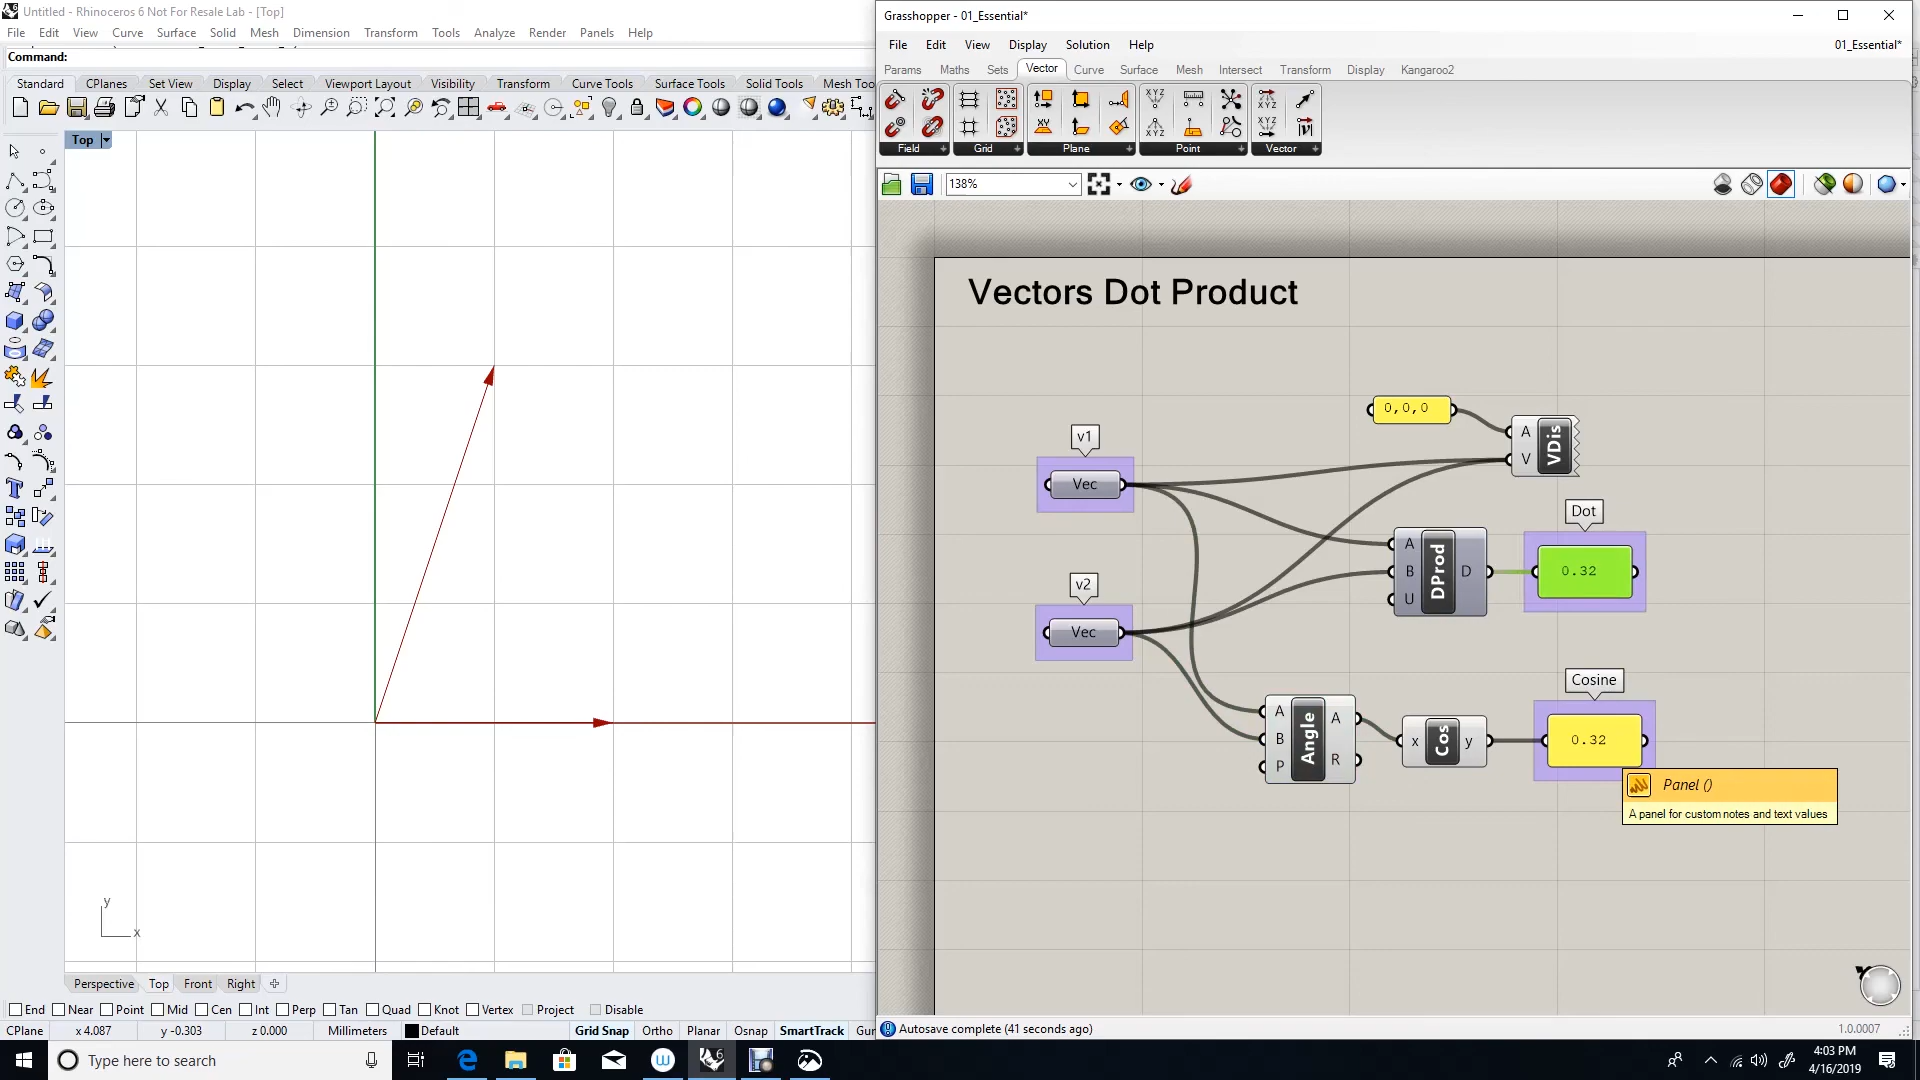 Untitled - Rhinoceros 6 Not For Resale Lab - [Top]
File Edit View Curve Surface Solid Mesh Dimension Transform Tools Analyze Render Panels Help
Command:
Standard CPlanes Set View Display Select Viewport Layout Visibility Transform Curve Tools Surface Tools Solid Tools Mesh Too
Top
y
x
Perspective Top Front Right
End Near Point Mid Cen Int Perp Tan Quad Knot Vertex Project Disable
CPlane x 4.087 y -0.303 z 0.000 Millimeters Default Grid Snap Ortho Planar Osnap SmartTrack Gur
Grasshopper - 01_Essential*
File Edit View Display Solution Help 01_Essential*
Params Maths Sets Vector Curve Surface Mesh Intersect Transform Display Kangaroo2
Field Grid Plane Point Vector
138%
Vectors Dot Product
0,0,0
A
V
VDis
v1
Vec
v2
Vec
A
B
U
DProd
D
Dot
0.32
A
B
P
Angle
A
R
x
Cos
y
Cosine
0.32
Panel ()
A panel for custom notes and text values
Autosave complete (41 seconds ago) 1.0.0007
Type here to search
4:03 PM
4/16/2019